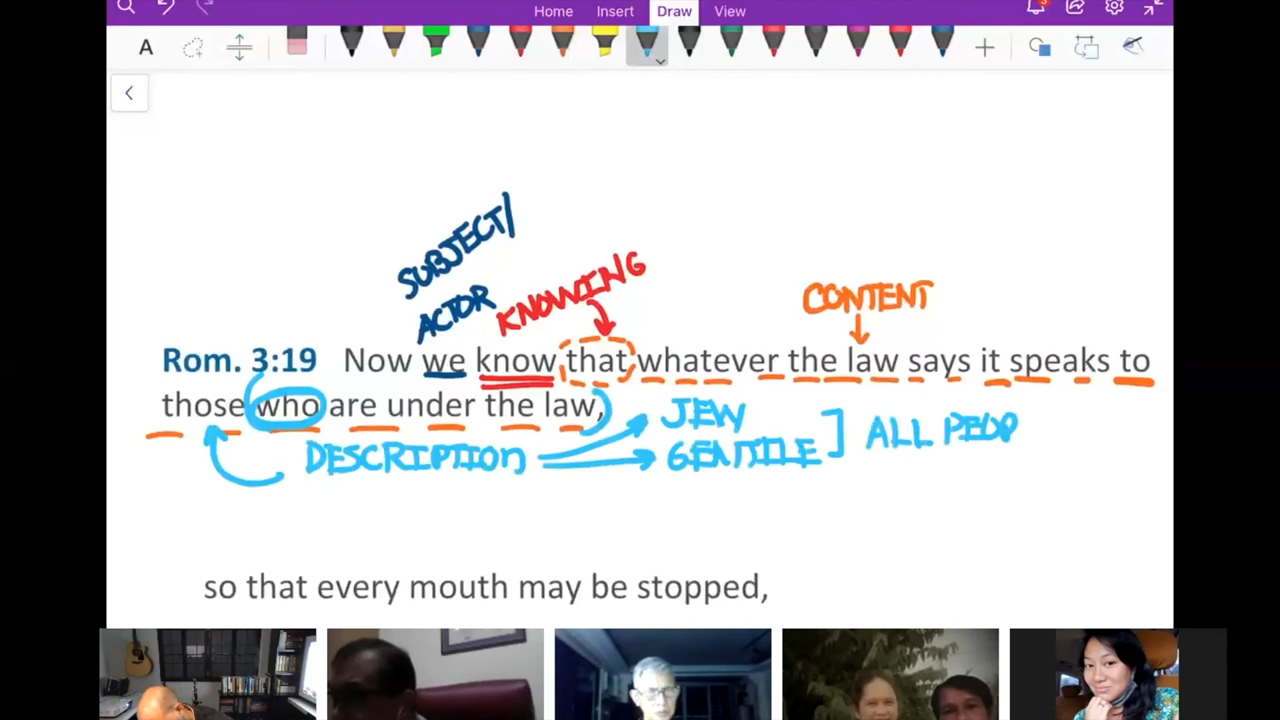 Home Insert Draw View
A
3
SUBJECT/
ACTOR
KNOWING
CONTENT
Rom. 3:19 Now we know that whatever the law says it speaks to
those who are under the law,
DESCRIPTION
JEW
GENTILE
ALL PEOP
so that every mouth may be stopped,